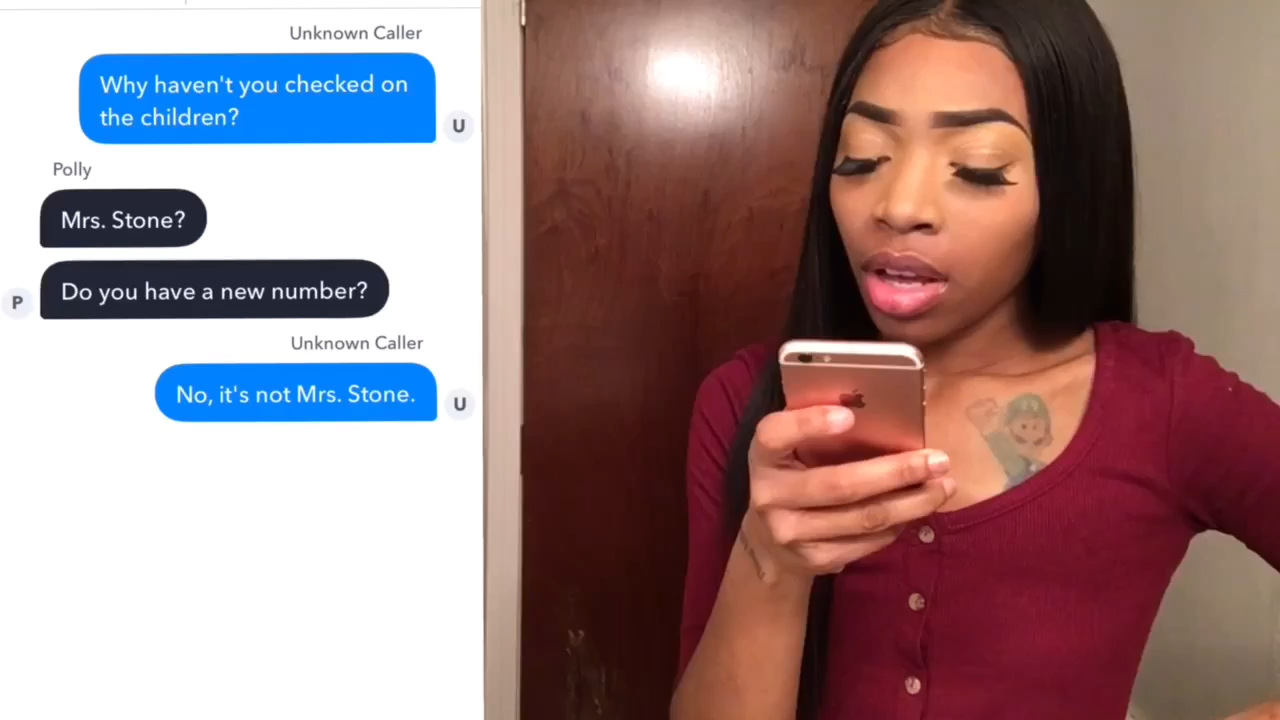 Unknown Caller
Why haven't you checked on
the children?
U
Polly
Mrs. Stone?
Do you have a new number?
P
Unknown Caller
No, it's not Mrs. Stone.
U